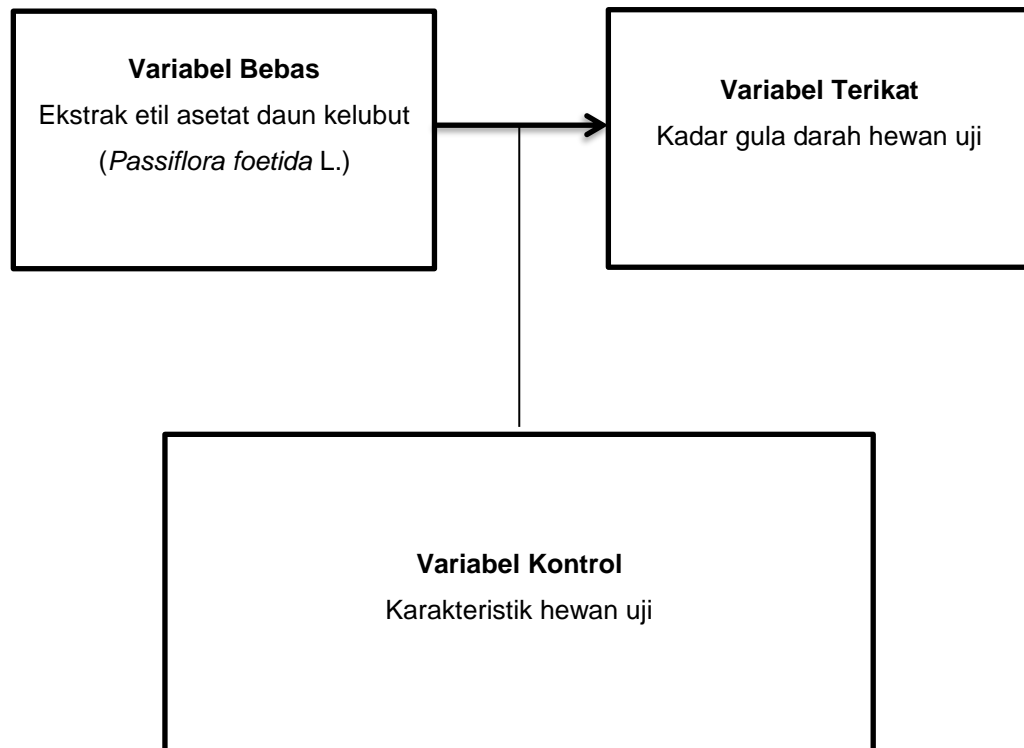 Variabel Bebas
Ekstrak etil asetat daun kelubut
(Passiflora foetida L.)
Variabel Terikat
Kadar gula darah hewan uji
Variabel Kontrol
Karakteristik hewan uji